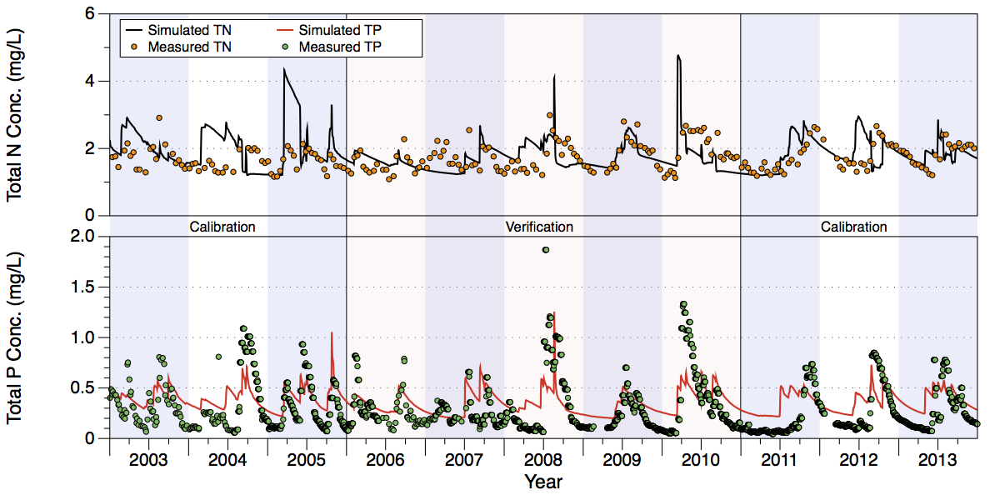 Total N Conc. (mg/L)
6
4
2
0
Simulated TN
Simulated TP
Measured TN
Measured TP
Calibration
Verification
Calibration
Total P Conc. (mg/L)
2.0
1.5
1.0
0.5
0
2003 2004 2005 2006 2007 2008 2009 2010 2011 2012 2013
Year